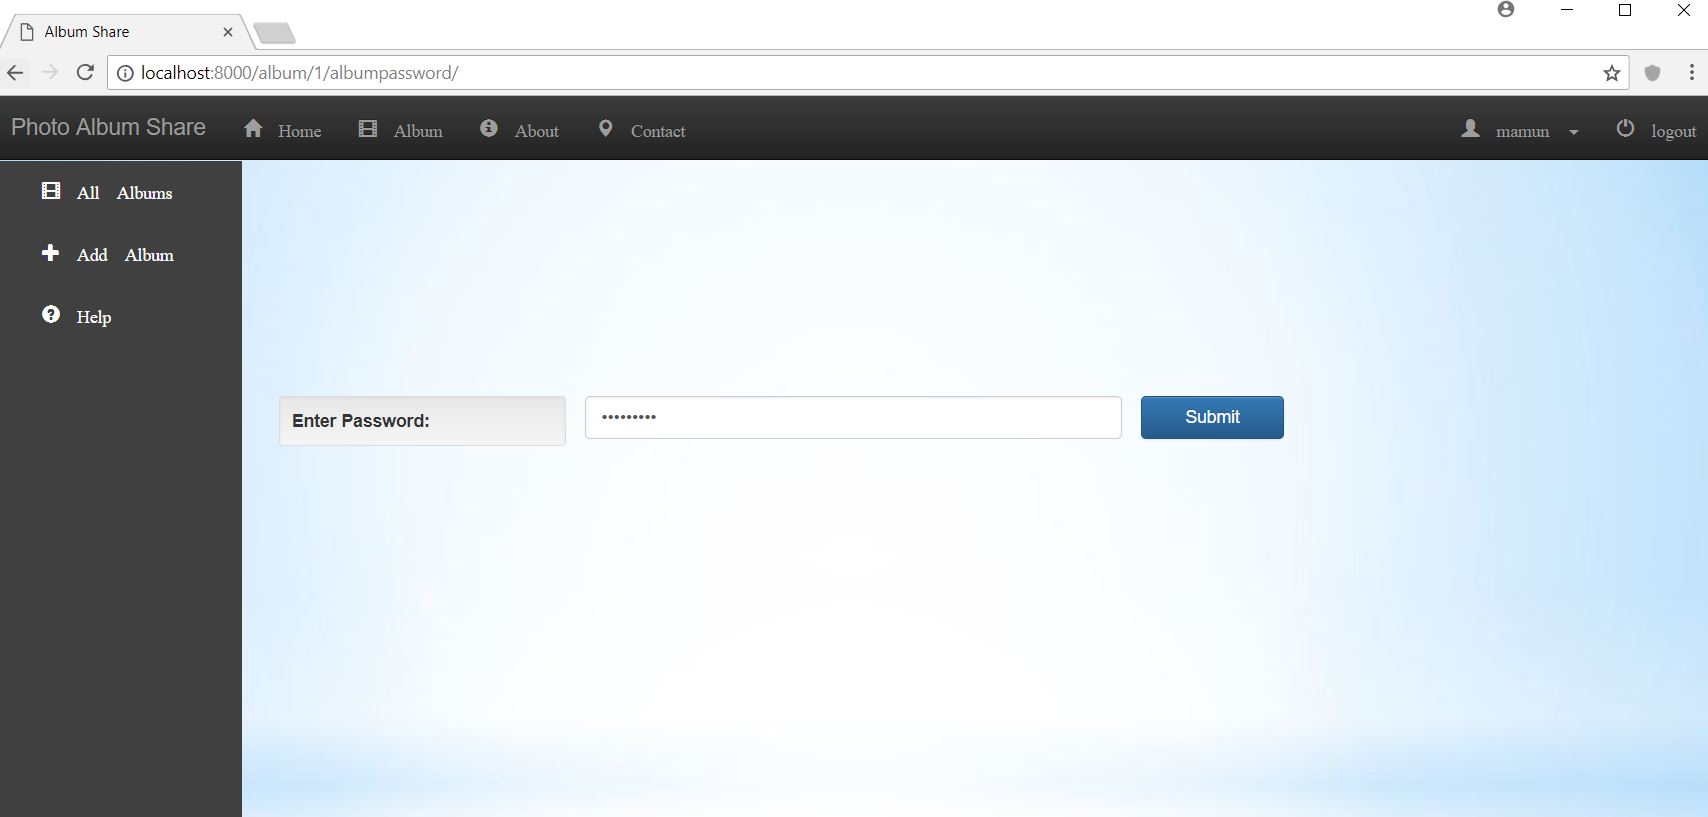 Album Share
localhost:8000/album/1/albumpassword/
Photo Album Share Home Album About Contact mamun logout
All Albums
Add Album
Help
Enter Password: ••••••••• Submit